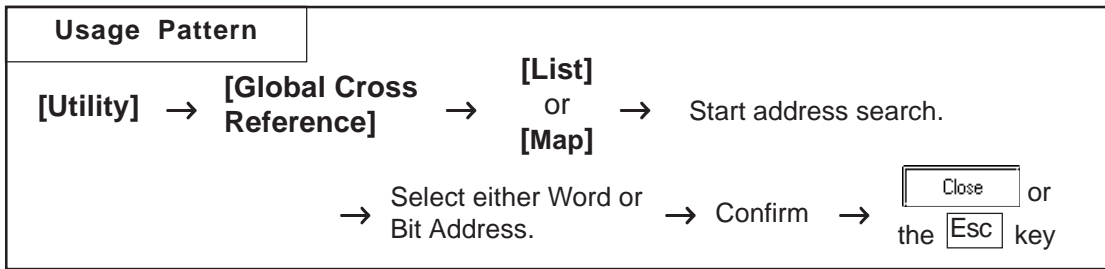 Usage Pattern
[Utility] → [Global Cross Reference] → [List] or [Map] → Start address search.
→ Select either Word or Bit Address. → Confirm → Close or the Esc key